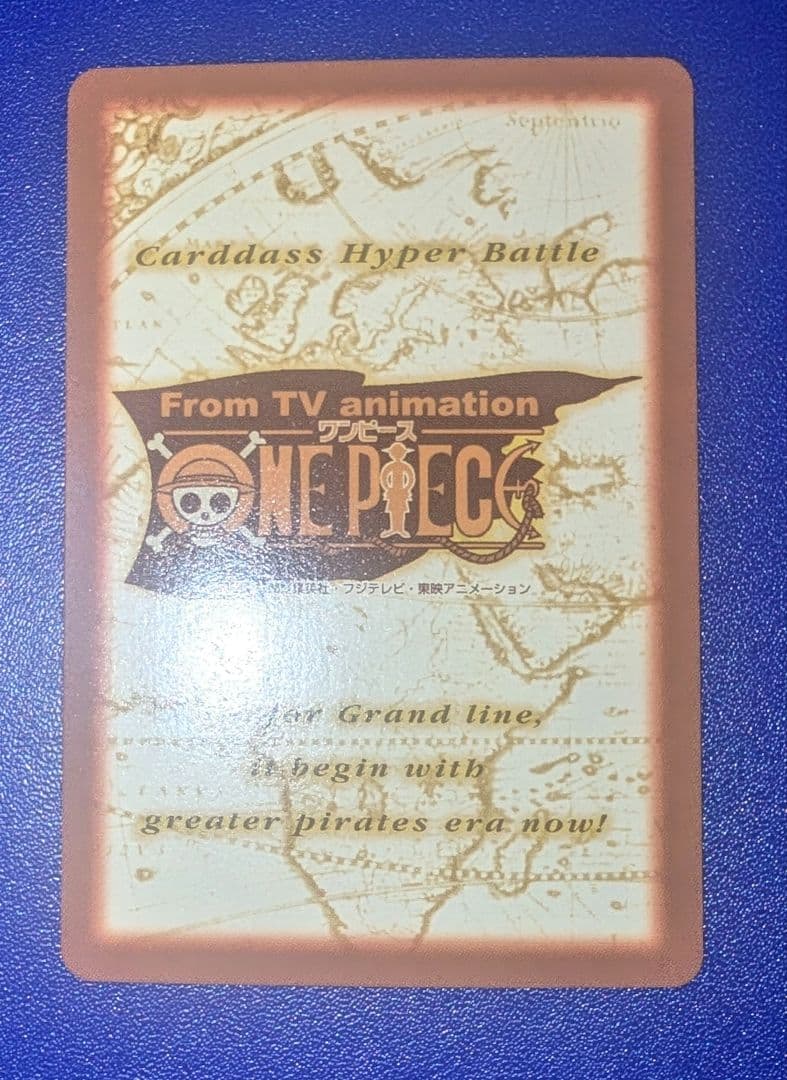 Septentrio
Carddass Hyper Battle
From TV animation
ワンピース
ONE PIECE
集英社・フジテレビ・東映アニメーション
for Grand line,
it begin with
greater pirates era now!